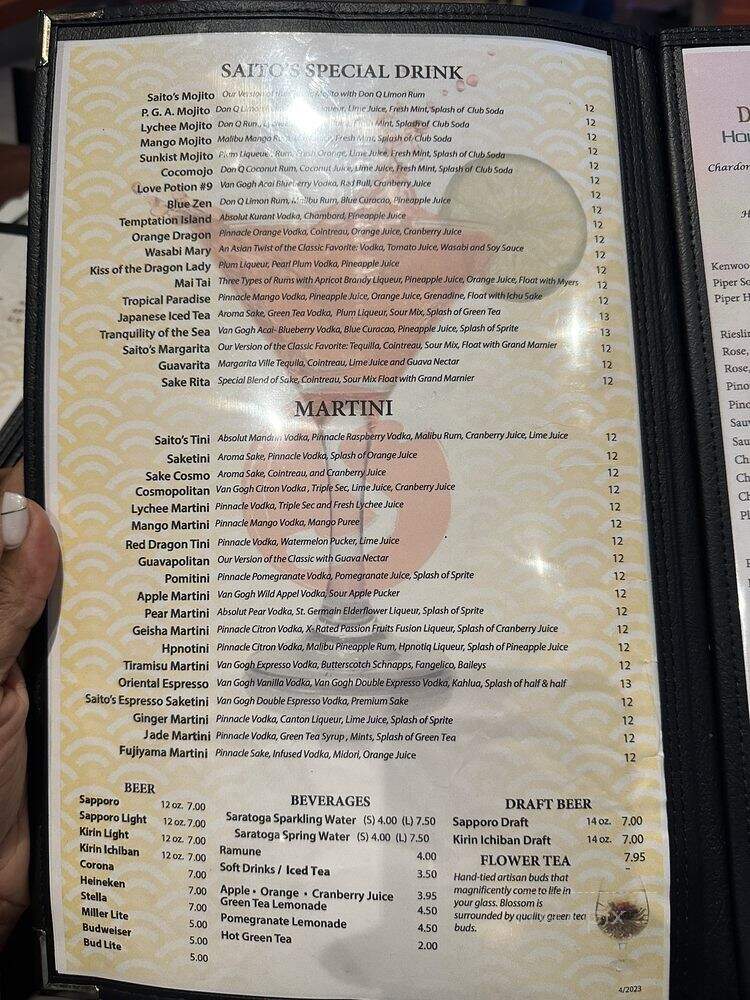 SAITO'S SPECIAL DRINK
Saito's Mojito Our Version of the Mojito with Don Q Limon Rum
P. G. A. Mojito Don Q Limon Liqueur, Lime Juice, Fresh Mint, Splash of Club Soda 12
Lychee Mojito Don Q Rum, Mint, Splash of Club Soda 12
Mango Mojito Malibu Mango Fresh Mint, Splash of Club Soda 12
Sunkist Mojito Plum Liqueur, Rum, Fresh Orange, Lime Juice, Fresh Mint, Splash of Club Soda 12
Cocomojo Don Q Coconut Rum, Coconut Juice, Lime Juice, Fresh Mint, Splash of Club Soda 12
Love Potion #9 Van Gogh Acai Blueberry Vodka, Rad Bull, Cranberry Juice 12
Blue Zen Don Q Limon Rum, Malibu Rum, Blue Curacao, Pineapple Juice 12
Temptation Island Absolut Kurant Vodka, Chambord, Pineapple Juice 12
Orange Dragon Pinnacle Orange Vodka, Cointreau, Orange Juice, Cranberry Juice 12
Wasabi Mary An Asian Twist of the Classic Favorite: Vodka, Tomato Juice, Wasabi and Soy Sauce 12
Kiss of the Dragon Lady Plum Liqueur, Pearl Plum Vodka, Pineapple Juice 12
Mai Tai Three Types of Rums with Apricot Brandy Liqueur, Pineapple Juice, Orange Juice, Float with Myers 12
Tropical Paradise Pinnacle Mango Vodka, Pineapple Juice, Orange Juice, Grenadine, Float with Ichu Sake 12
Japanese Iced Tea Aroma Sake, Green Tea Vodka, Plum Liqueur, Sour Mix, Splash of Green Tea 13
Tranquility of the Sea Van Gogh Acai- Blueberry Vodka, Blue Curacao, Pineapple Juice, Splash of Sprite 13
Saito's Margarita Our Version of the Classic Favorite: Tequilla, Cointreau, Sour Mix, Float with Grand Marnier 12
Guavarita Margarita Ville Tequila, Cointreau, Lime Juice and Guava Nectar 12
Sake Rita Special Blend of Sake, Cointreau, Sour Mix Float with Grand Marnier 12
MARTINI
Saito's Tini Absolut Mandrin Vodka, Pinnacle Raspberry Vodka, Malibu Rum, Cranberry Juice, Lime Juice 12
Saketini Aroma Sake, Pinnacle Vodka, Splash of Orange Juice 12
Sake Cosmo Aroma Sake, Cointreau, and Cranberry Juice 12
Cosmopolitan Van Gogh Citron Vodka, Triple Sec, Lime Juice, Cranberry Juice 12
Lychee Martini Pinnacle Vodka, Triple Sec and Fresh Lychee Juice 12
Mango Martini Pinnacle Mango Vodka, Mango Puree 12
Red Dragon Tini Pinnacle Vodka, Watermelon Pucker, Lime Juice 12
Guavapolitan Our Version of the Classic with Guava Nectar 12
Pomitini Pinnacle Pomegranate Vodka, Pomegranate Juice, Splash of Sprite 12
Apple Martini Van Gogh Wild Appel Vodka, Sour Apple Pucker 12
Pear Martini Absolut Pear Vodka, St. Germain Elderflower Liqueur, Splash of Sprite 12
Geisha Martini Pinnacle Citron Vodka, X- Rated Passion Fruits Fusion Liqueur, Splash of Cranberry Juice 12
Hpnotini Pinnacle Citron Vodka, Malibu Pineapple Rum, Hpnotiq Liqueur, Splash of Pineapple Juice 12
Tiramisu Martini Van Gogh Expresso Vodka, Butterscotch Schnapps, Fangelico, Baileys 12
Oriental Espresso Van Gogh Vanilla Vodka, Van Gogh Double Expresso Vodka, Kahlua, Splash of half & half 13
Saito's Espresso Saketini Van Gogh Double Expresso Vodka, Premium Sake 12
Ginger Martini Pinnacle Vodka, Canton Liqueur, Lime Juice, Splash of Sprite 12
Jade Martini Pinnacle Vodka, Green Tea Syrup, Mints, Splash of Green Tea 12
Fujiyama Martini Pinnacle Sake, Infused Vodka, Midori, Orange Juice 12
BEER
Sapporo 12 oz. 7.00
Sapporo Light 12 oz. 7.00
Kirin Light 12 oz. 7.00
Kirin Ichiban 12 oz. 7.00
Corona 7.00
Heineken 7.00
Stella 7.00
Miller Lite 5.00
Budweiser 5.00
Bud Lite 5.00
BEVERAGES
Saratoga Sparkling Water (S) 4.00 (L) 7.50
Saratoga Spring Water (S) 4.00 (L) 7.50
Ramune 4.00
Soft Drinks / Iced Tea 3.50
Apple • Orange • Cranberry Juice 3.95
Green Tea Lemonade 4.50
Pomegranate Lemonade 4.50
Hot Green Tea 2.00
DRAFT BEER
Sapporo Draft 14 oz. 7.00
Kirin Ichiban Draft 14 oz. 7.00
FLOWER TEA 7.95
Hand-tied artisan buds that
magnificently come to life in
your glass. Blossom is
surrounded by quality green tea
buds.
4/2023
Kenwoo
Piper So
Piper H
Rieslin
Rose,
Rose,
Pino
Pino
Sau
Sau
Ch
Ch
Ch